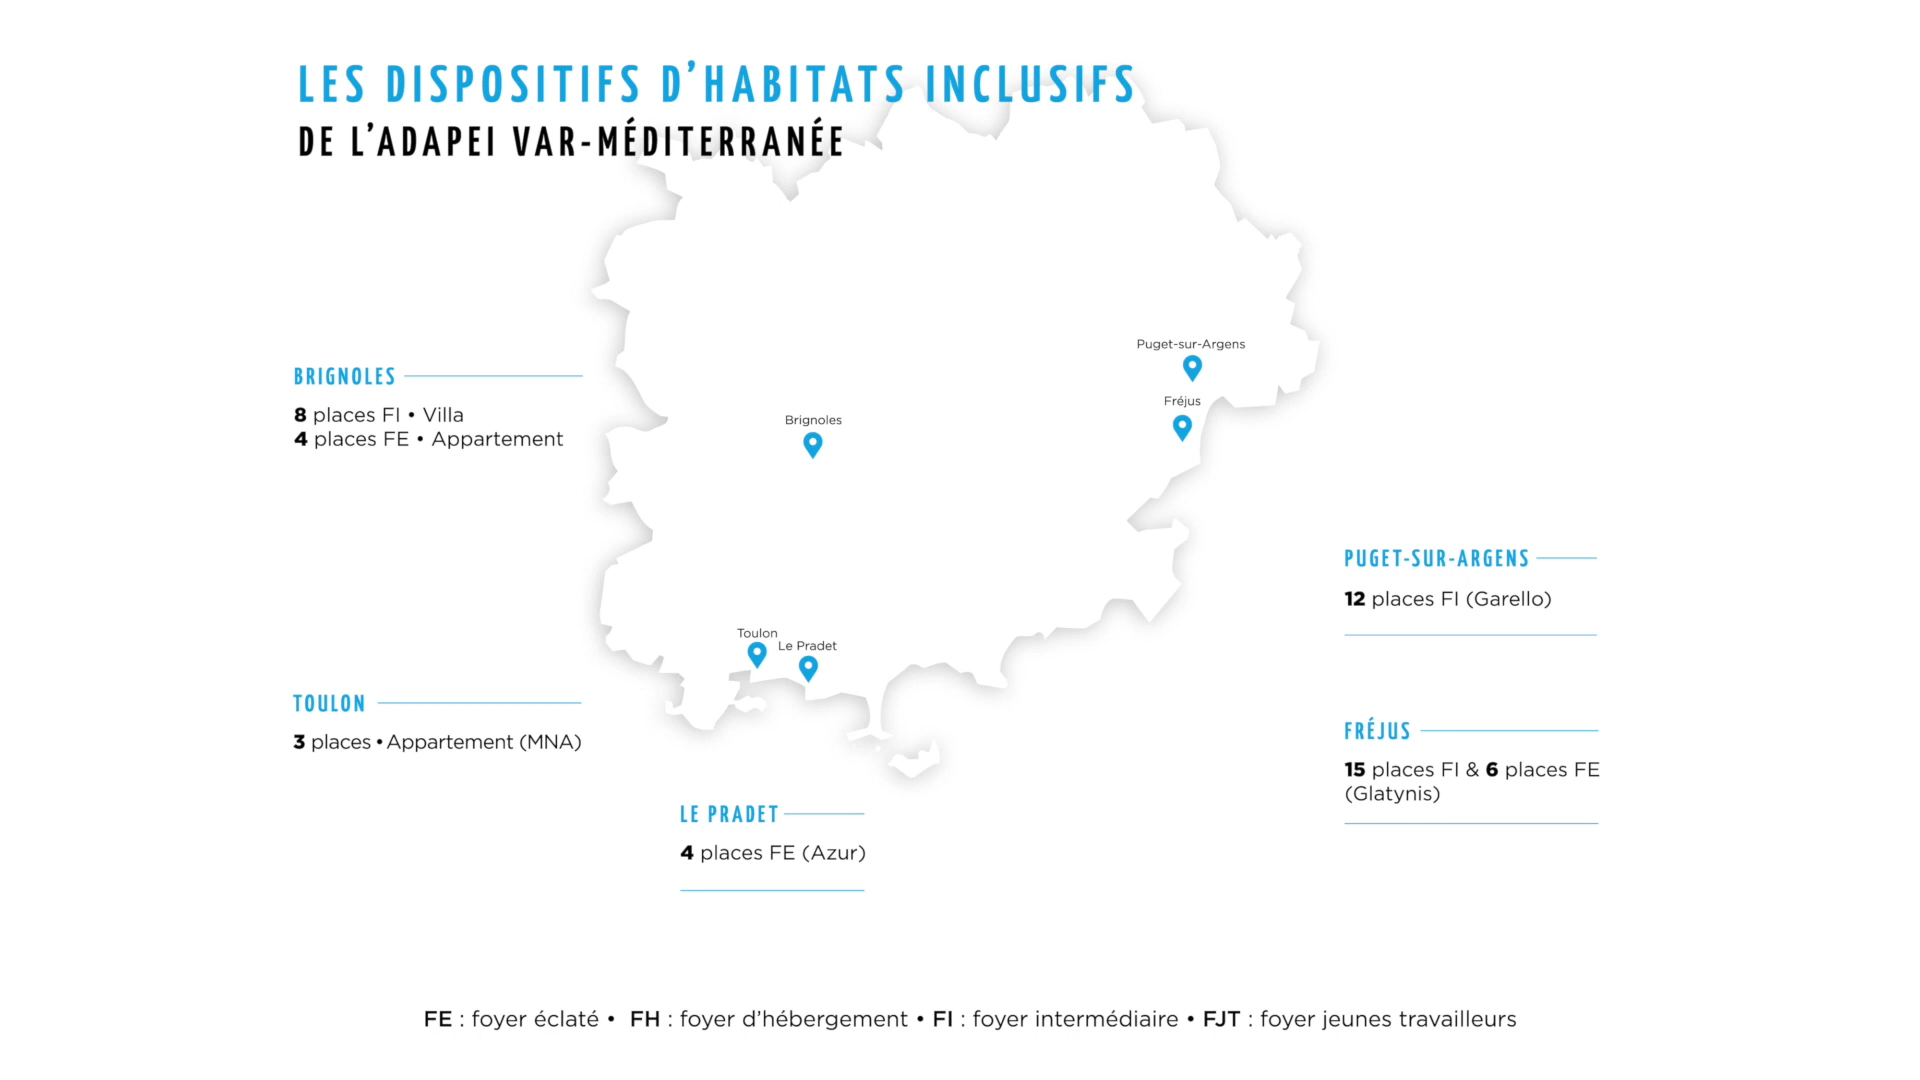 LES DISPOSITIFS D'HABITATS INCLUSIFS
DE L'ADAPEI VAR-MÉDITERRANÉE
Puget-sur-Argens
Fréjus
Brignoles
Toulon
Le Pradet
BRIGNOLES
8 places FI • Villa
4 places FE • Appartement
TOULON
3 places • Appartement (MNA)
LE PRADET
4 places FE (Azur)
PUGET-SUR-ARGENS
12 places FI (Garello)
FRÉJUS
15 places FI & 6 places FE
(Glatynis)
FE : foyer éclaté • FH : foyer d'hébergement • FI : foyer intermédiaire • FJT : foyer jeunes travailleurs